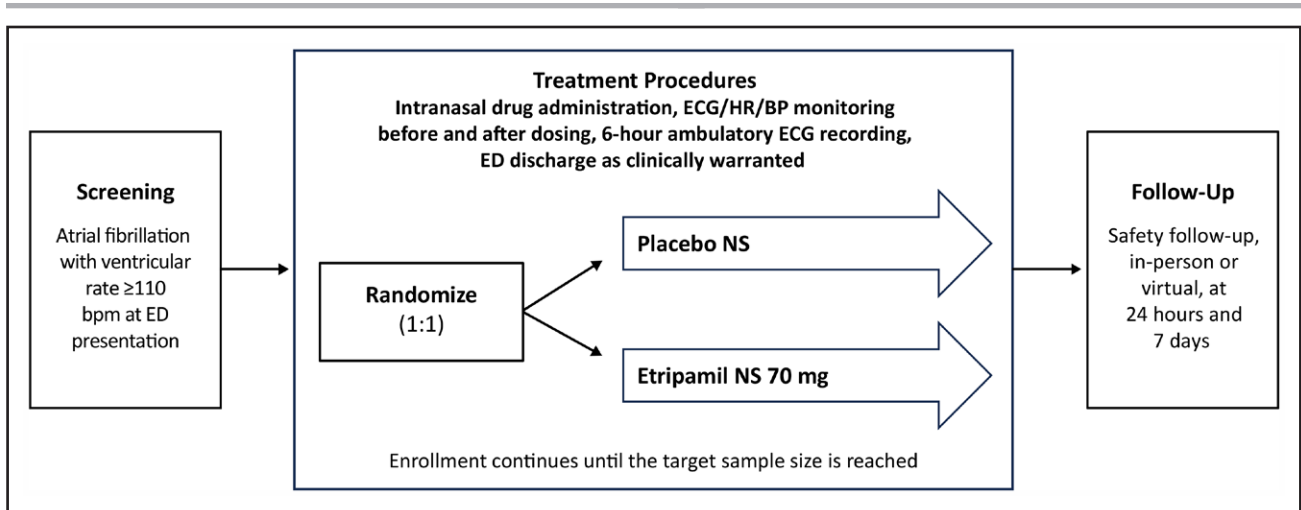 Screening
Atrial fibrillation
with ventricular
rate ≥110
bpm at ED
presentation
Treatment Procedures
Intranasal drug administration, ECG/HR/BP monitoring
before and after dosing, 6-hour ambulatory ECG recording,
ED discharge as clinically warranted
Randomize
(1:1)
Placebo NS
Etripamil NS 70 mg
Enrollment continues until the target sample size is reached
Follow-Up
Safety follow-up,
in-person or
virtual, at
24 hours and
7 days